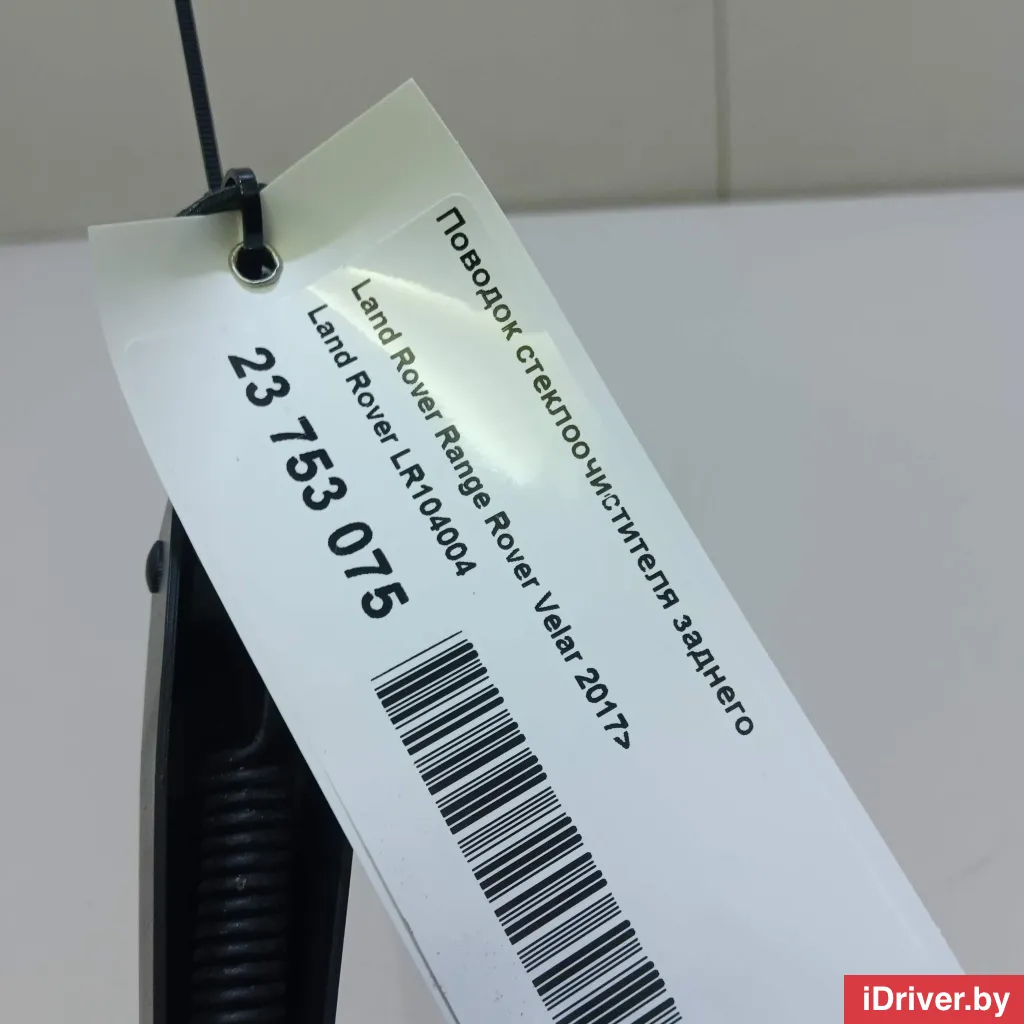 Поводок стеклоочистителя заднего
Land Rover Range Rover Velar 2017>
Land Rover LR104004
23 753 075
iDriver.by